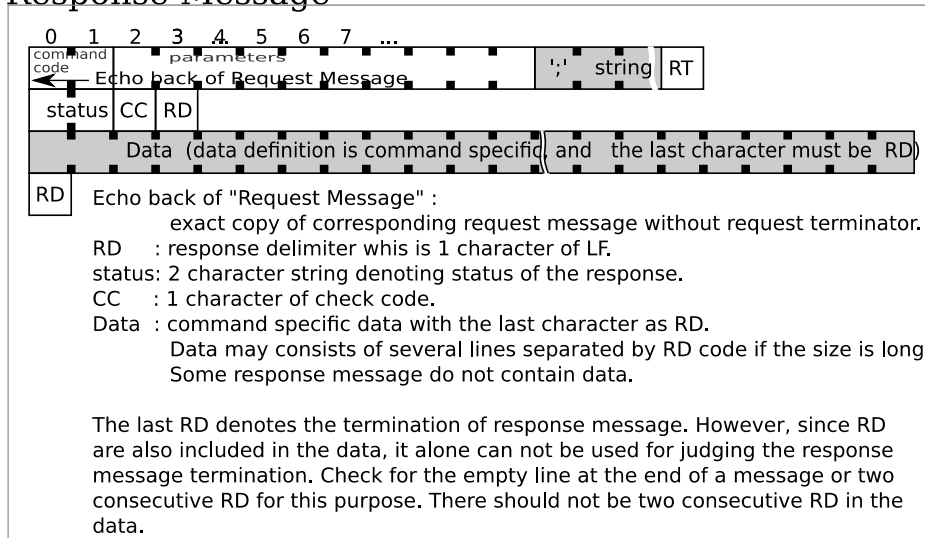 Response Message
0 1 2 3 4 5 6 7 ...
command
code
parameters
Echo back of Request Message
';' string RT
status CC RD
Data (data definition is command specific, and the last character must be RD)
RD
Echo back of "Request Message" :
exact copy of corresponding request message without request terminator.
RD : response delimiter whis is 1 character of LF.
status: 2 character string denoting status of the response.
CC : 1 character of check code.
Data : command specific data with the last character as RD.
Data may consists of several lines separated by RD code if the size is long
Some response message do not contain data.
The last RD denotes the termination of response message. However, since RD
are also included in the data, it alone can not be used for judging the response
message termination. Check for the empty line at the end of a message or two
consecutive RD for this purpose. There should not be two consecutive RD in the
data.